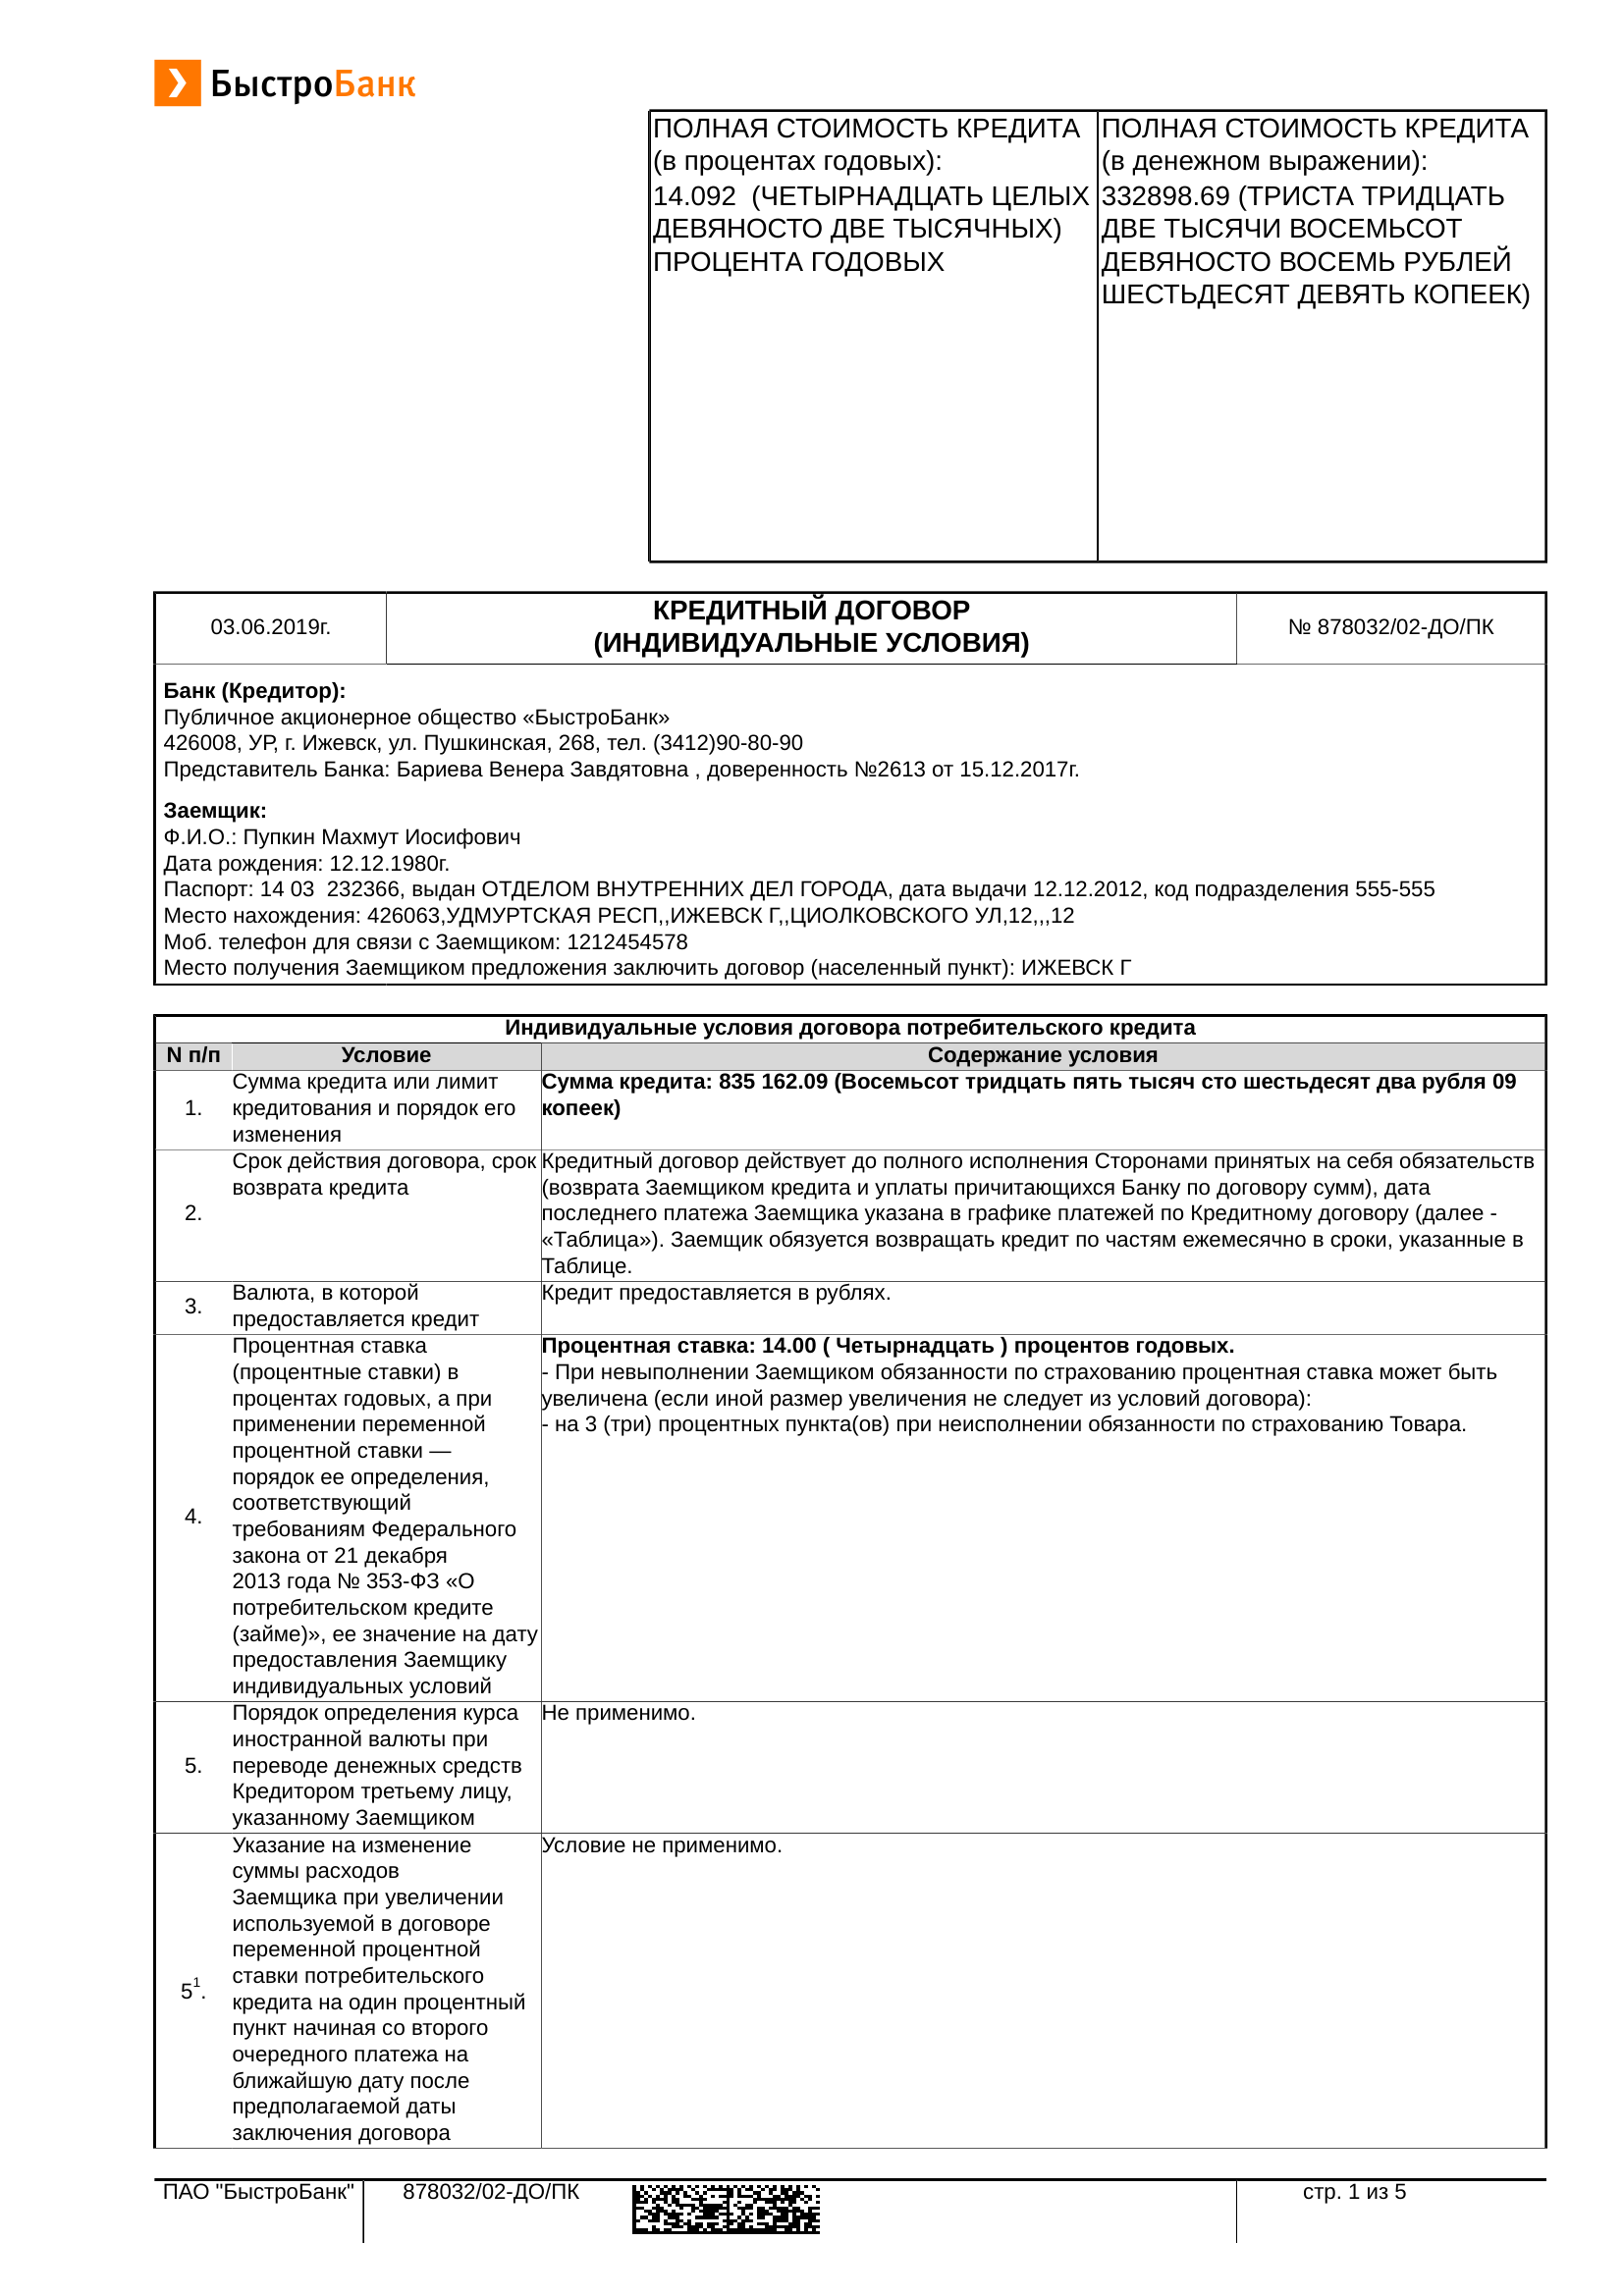 БыстроБанк
ПОЛНАЯ СТОИМОСТЬ КРЕДИТА
(в процентах годовых):
14.092  (ЧЕТЫРНАДЦАТЬ ЦЕЛЫХ
ДЕВЯНОСТО ДВЕ ТЫСЯЧНЫХ)
ПРОЦЕНТА ГОДОВЫХ
ПОЛНАЯ СТОИМОСТЬ КРЕДИТА
(в денежном выражении):
332898.69 (ТРИСТА ТРИДЦАТЬ
ДВЕ ТЫСЯЧИ ВОСЕМЬСОТ
ДЕВЯНОСТО ВОСЕМЬ РУБЛЕЙ
ШЕСТЬДЕСЯТ ДЕВЯТЬ КОПЕЕК)
03.06.2019г.
КРЕДИТНЫЙ ДОГОВОР
(ИНДИВИДУАЛЬНЫЕ УСЛОВИЯ)
№ 878032/02-ДО/ПК
Банк (Кредитор):
Публичное акционерное общество «БыстроБанк»
426008, УР, г. Ижевск, ул. Пушкинская, 268, тел. (3412)90-80-90
Представитель Банка: Бариева Венера Завдятовна , доверенность №2613 от 15.12.2017г.
Заемщик:
Ф.И.О.: Пупкин Махмут Иосифович
Дата рождения: 12.12.1980г.
Паспорт: 14 03  232366, выдан ОТДЕЛОМ ВНУТРЕННИХ ДЕЛ ГОРОДА, дата выдачи 12.12.2012, код подразделения 555-555
Место нахождения: 426063,УДМУРТСКАЯ РЕСП,,ИЖЕВСК Г,,ЦИОЛКОВСКОГО УЛ,12,,,12
Моб. телефон для связи с Заемщиком: 1212454578
Место получения Заемщиком предложения заключить договор (населенный пункт): ИЖЕВСК Г
Индивидуальные условия договора потребительского кредита
N п/п
Условие
Содержание условия
1.
Сумма кредита или лимит
кредитования и порядок его
изменения
Сумма кредита: 835 162.09 (Восемьсот тридцать пять тысяч сто шестьдесят два рубля 09
копеек)
2.
Срок действия договора, срок
возврата кредита
Кредитный договор действует до полного исполнения Сторонами принятых на себя обязательств
(возврата Заемщиком кредита и уплаты причитающихся Банку по договору сумм), дата
последнего платежа Заемщика указана в графике платежей по Кредитному договору (далее -
«Таблица»). Заемщик обязуется возвращать кредит по частям ежемесячно в сроки, указанные в
Таблице.
3.
Валюта, в которой
предоставляется кредит
Кредит предоставляется в рублях.
4.
Процентная ставка
(процентные ставки) в
процентах годовых, а при
применении переменной
процентной ставки —
порядок ее определения,
соответствующий
требованиям Федерального
закона от 21 декабря
2013 года № 353-ФЗ «О
потребительском кредите
(займе)», ее значение на дату
предоставления Заемщику
индивидуальных условий
Процентная ставка: 14.00 ( Четырнадцать ) процентов годовых.
- При невыполнении Заемщиком обязанности по страхованию процентная ставка может быть
увеличена (если иной размер увеличения не следует из условий договора):
- на 3 (три) процентных пункта(ов) при неисполнении обязанности по страхованию Товара.
5.
Порядок определения курса
иностранной валюты при
переводе денежных средств
Кредитором третьему лицу,
указанному Заемщиком
Не применимо.
5¹.
Указание на изменение
суммы расходов
Заемщика при увеличении
используемой в договоре
переменной процентной
ставки потребительского
кредита на один процентный
пункт начиная со второго
очередного платежа на
ближайшую дату после
предполагаемой даты
заключения договора
Условие не применимо.
ПАО "БыстроБанк"
878032/02-ДО/ПК
стр. 1 из 5